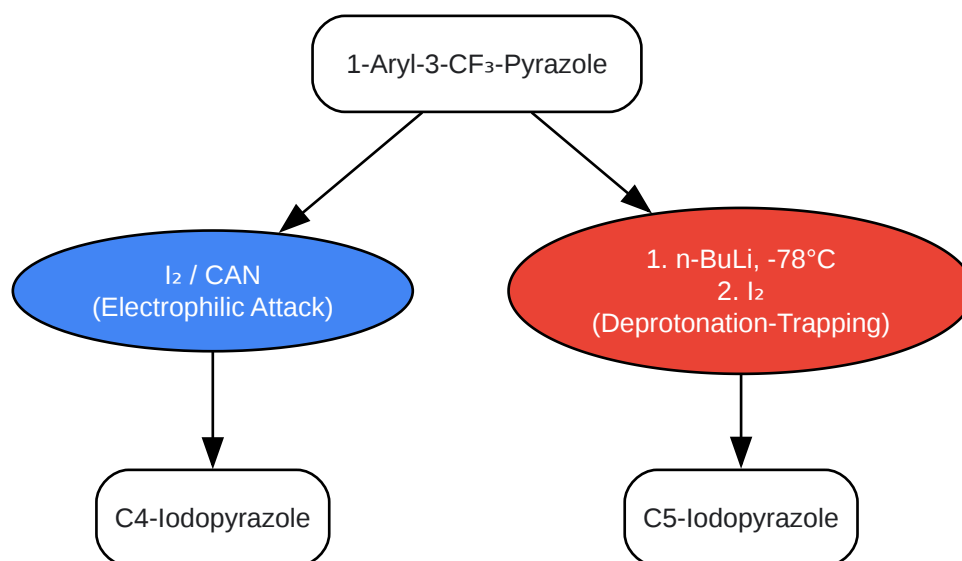 1-Aryl-3-CF₃-Pyrazole
I₂ / CAN
(Electrophilic Attack)
1. n-BuLi, -78°C
2. I₂
(Deprotonation-Trapping)
C4-Iodopyrazole
C5-Iodopyrazole